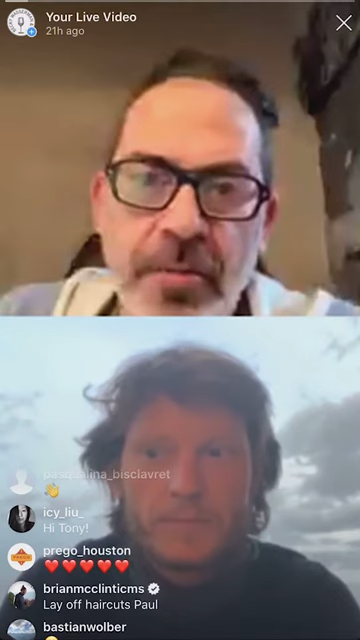 Your Live Video
21h ago
pasqualina_bisclavret
👏
icy_liu_
Hi Tony!
prego_houston
❤️❤️❤️❤️❤️
brianmcclinticms
Lay off haircuts Paul
bastianwolber